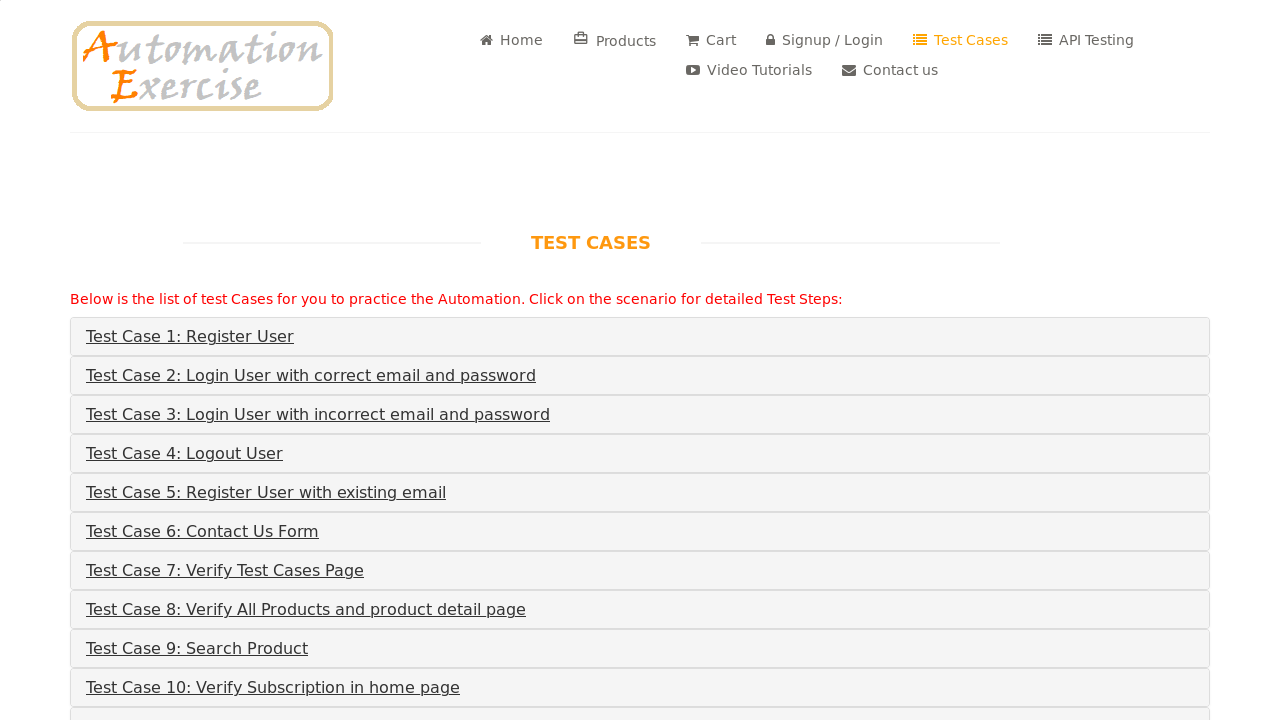 Automation
Exercise
Home
Products
Cart
Signup / Login
Test Cases
API Testing
Video Tutorials
Contact us
TEST CASES
Below is the list of test Cases for you to practice the Automation. Click on the scenario for detailed Test Steps:
Test Case 1: Register User
Test Case 2: Login User with correct email and password
Test Case 3: Login User with incorrect email and password
Test Case 4: Logout User
Test Case 5: Register User with existing email
Test Case 6: Contact Us Form
Test Case 7: Verify Test Cases Page
Test Case 8: Verify All Products and product detail page
Test Case 9: Search Product
Test Case 10: Verify Subscription in home page